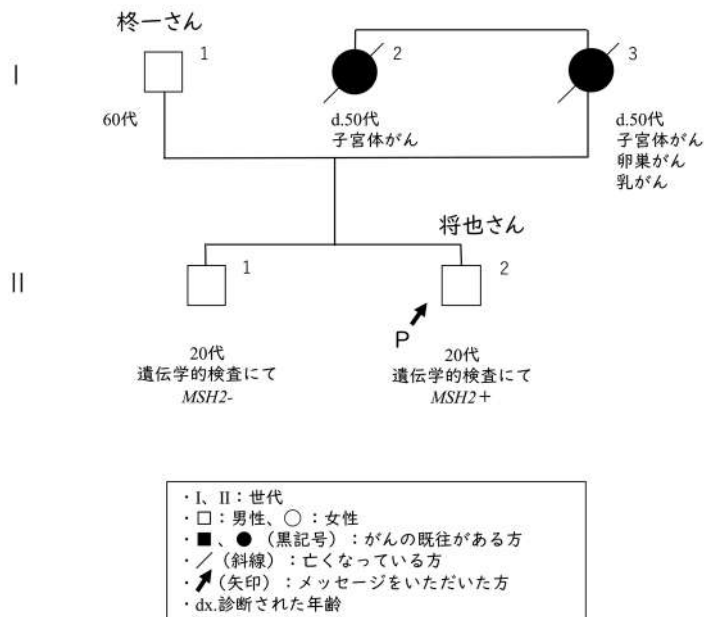 柊一さん
1
2
3
I
60代
d.50代
子宮体がん
d.50代
子宮体がん
卵巣がん
乳がん
将也さん
1
2
II
P
20代
遺伝学的検査にて
MSH2-
20代
遺伝学的検査にて
MSH2+
・I、II：世代
・□：男性、○：女性
・■、●（黒記号）：がんの既往がある方
・／（斜線）：亡くなっている方
・（矢印）：メッセージをいただいた方
・dx.診断された年齢